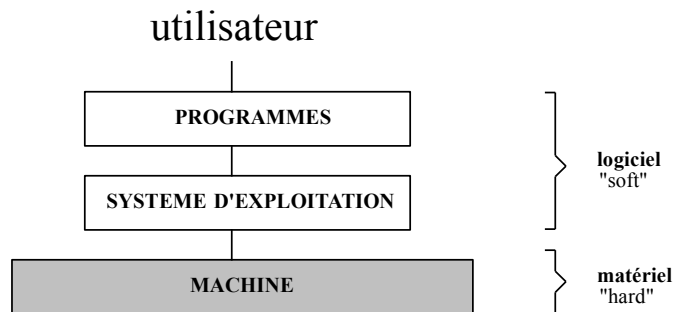 utilisateur
PROGRAMMES
logiciel
"soft"
SYSTEME D'EXPLOITATION
MACHINE
matériel
"hard"